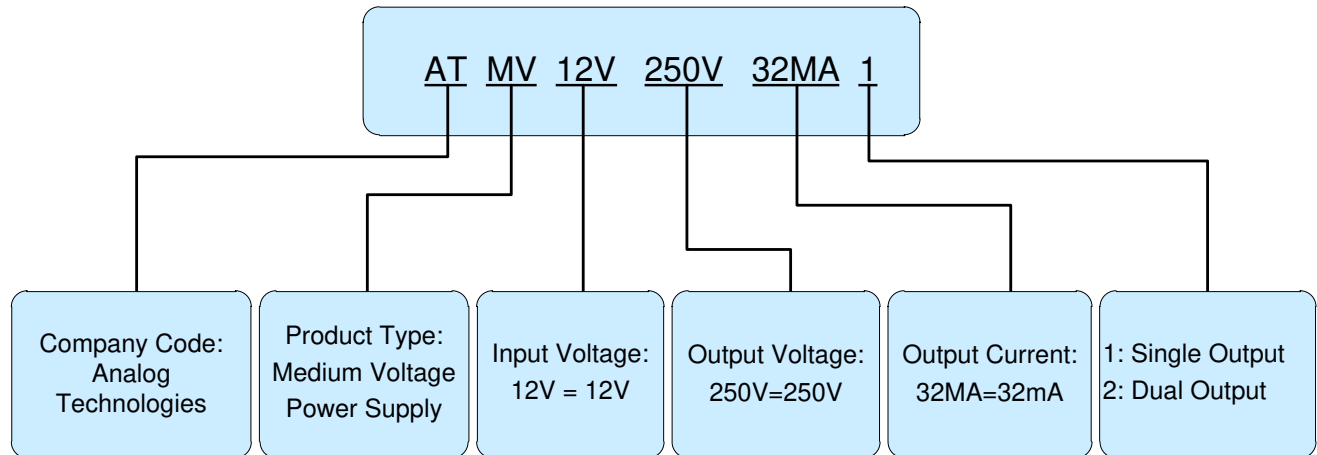 AT MV 12V 250V 32MA 1
Company Code:
Analog
Technologies
Product Type:
Medium Voltage
Power Supply
Input Voltage:
12V = 12V
Output Voltage:
250V=250V
Output Current:
32MA=32mA
1: Single Output
2: Dual Output